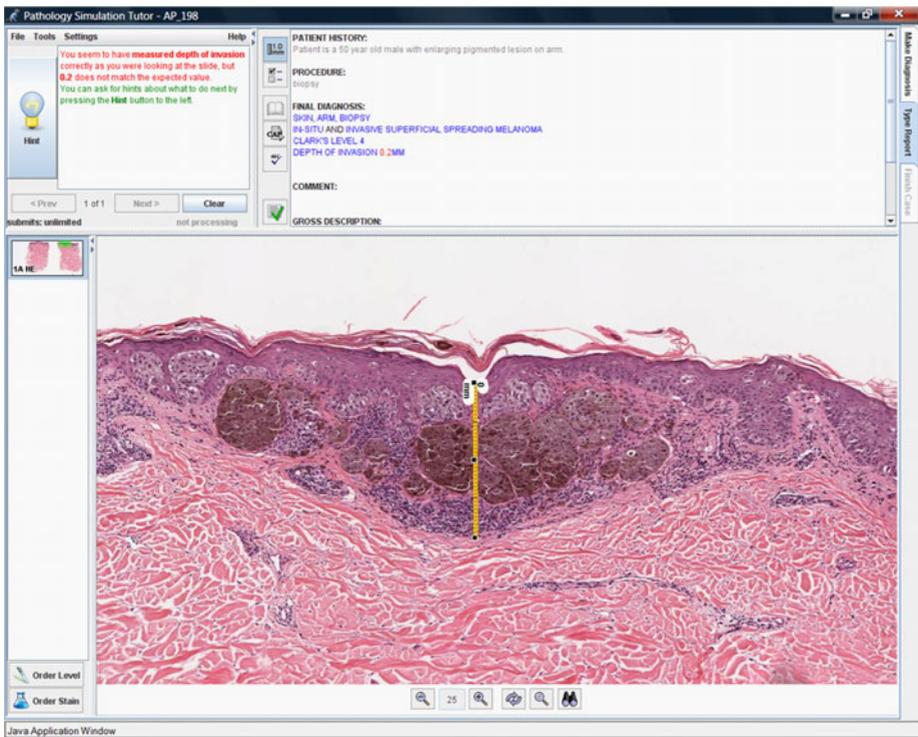 Pathology Simulation Tutor - AP_198
File Tools Settings Help
You seem to have measured depth of invasion
correctly as you were looking at the slide, but
0.2 does not match the expected value.
You can ask for hints about what to do next by
pressing the Hint button to the left.
Hint
< Prev 1 of 1 Next > Clear
submits: unlimited not processing
PATIENT HISTORY:
Patient is a 50 year old male with enlarging pigmented lesion on arm.
PROCEDURE:
biopsy
FINAL DIAGNOSIS:
SKIN, ARM, BIOPSY
IN-SITU AND INVASIVE SUPERFICIAL SPREADING MELANOMA
CLARK'S LEVEL 4
DEPTH OF INVASION 0.2MM
COMMENT:
GROSS DESCRIPTION:
Make Diagnosis
Type Report
Finish Case
1A HE
0
mm
Order Level
Order Stain
25
Java Application Window